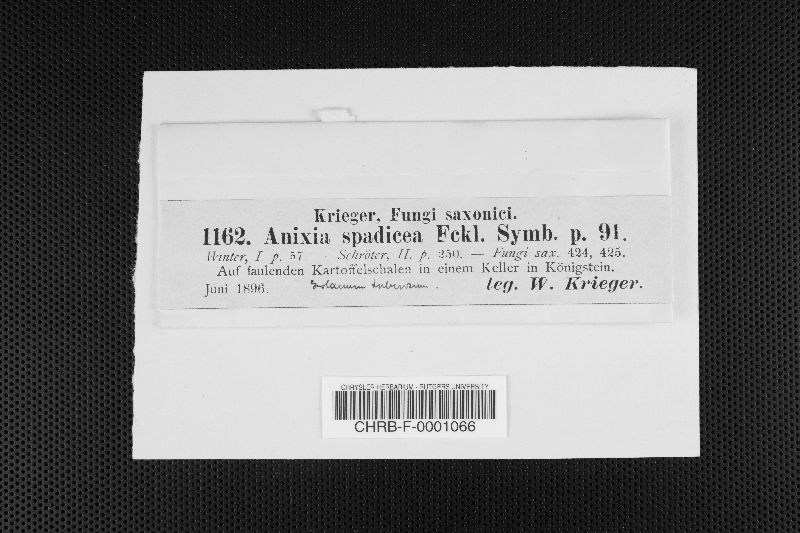 Krieger, Fungi saxonici.
1162. Anixia spadicea Fckl. Symb. p. 91.
Winter, I p. 57 — Schröter, II. p. 250. — Fungi sax. 424, 425.
Auf faulenden Kartoffelschalen in einem Keller in Königstein.
Juni 1896. Solanum tuberosum. leg. W. Krieger.
CHRYSLER HERBARIUM - RUTGERS UNIVERSITY
CHRB-F-0001066